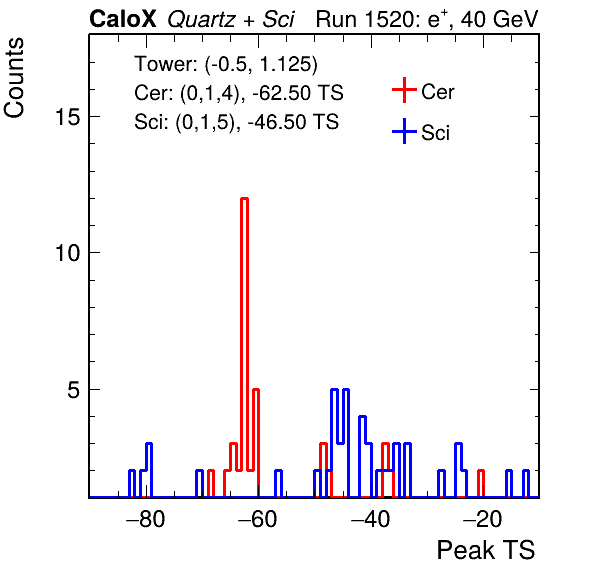 CaloX Quartz + Sci Run 1520: e⁺, 40 GeV
Counts
Tower: (-0.5, 1.125)
Cer: (0,1,4), -62.50 TS
Sci: (0,1,5), -46.50 TS
Cer
Sci
15
10
5
−80 −60 −40 −20
Peak TS